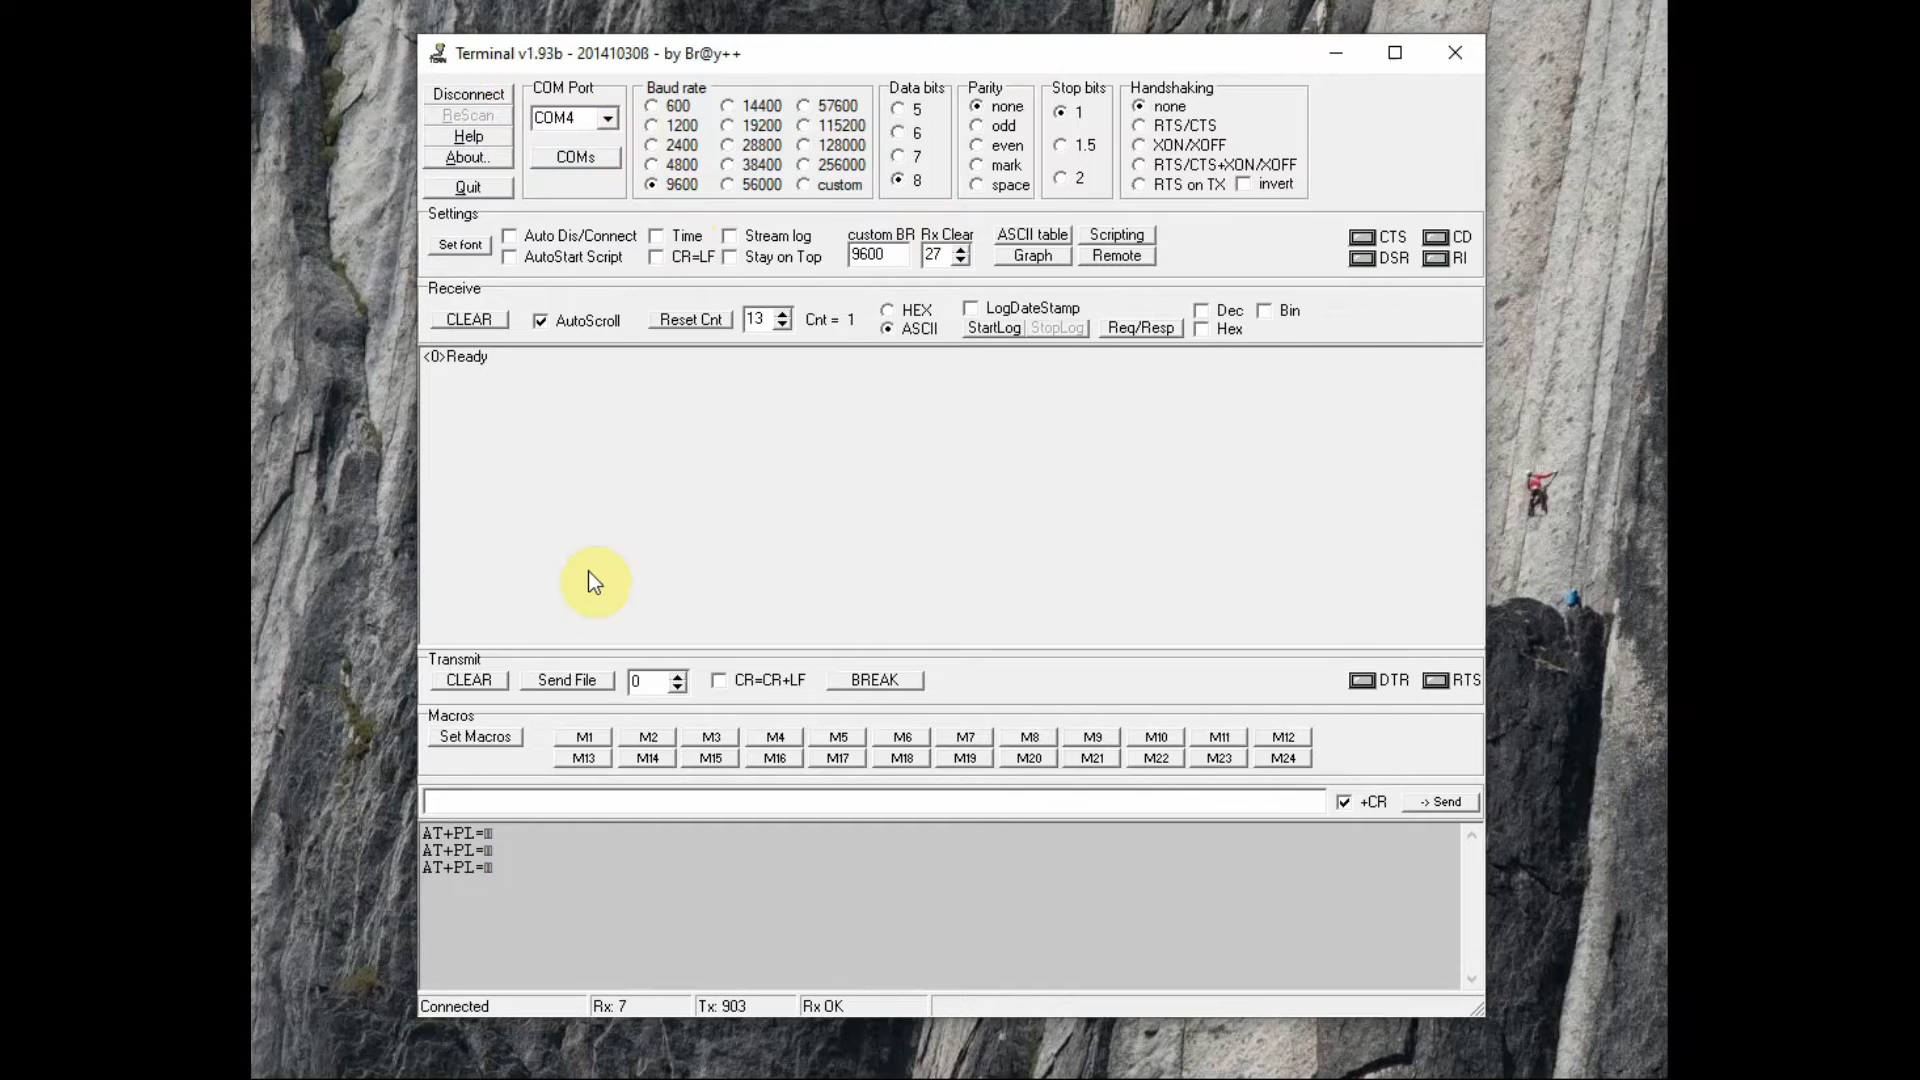 Terminal v1.93b - 20141030ß - by Br@y++
Disconnect
ReScan
Help
About..
Quit
COM Port
COM4
COMs
Baud rate
600 14400 57600
1200 19200 115200
2400 28800 128000
4800 38400 256000
9600 56000 custom
Data bits
5
6
7
8
Parity
none
odd
even
mark
space
Stop bits
1
1.5
2
Handshaking
none
RTS/CTS
XON/XOFF
RTS/CTS+XON/XOFF
RTS on TX invert
Settings
Set font
Auto Dis/Connect Time Stream log
AutoStart Script CR=LF Stay on Top
custom BR Rx Clear
9600 27
ASCII table Scripting
Graph Remote
CTS CD
DSR RI
Receive
CLEAR AutoScroll Reset Cnt 13 Cnt = 1
HEX
ASCII
LogDateStamp
StartLog StopLog Req/Resp
Dec Bin
Hex
<0>Ready
Transmit
CLEAR Send File 0 CR=CR+LF BREAK DTR RTS
Macros
Set Macros M1 M2 M3 M4 M5 M6 M7 M8 M9 M10 M11 M12
M13 M14 M15 M16 M17 M18 M19 M20 M21 M22 M23 M24
+CR -> Send
AT+PL=
AT+PL=
AT+PL=
Connected Rx: 7 Tx: 903 Rx OK